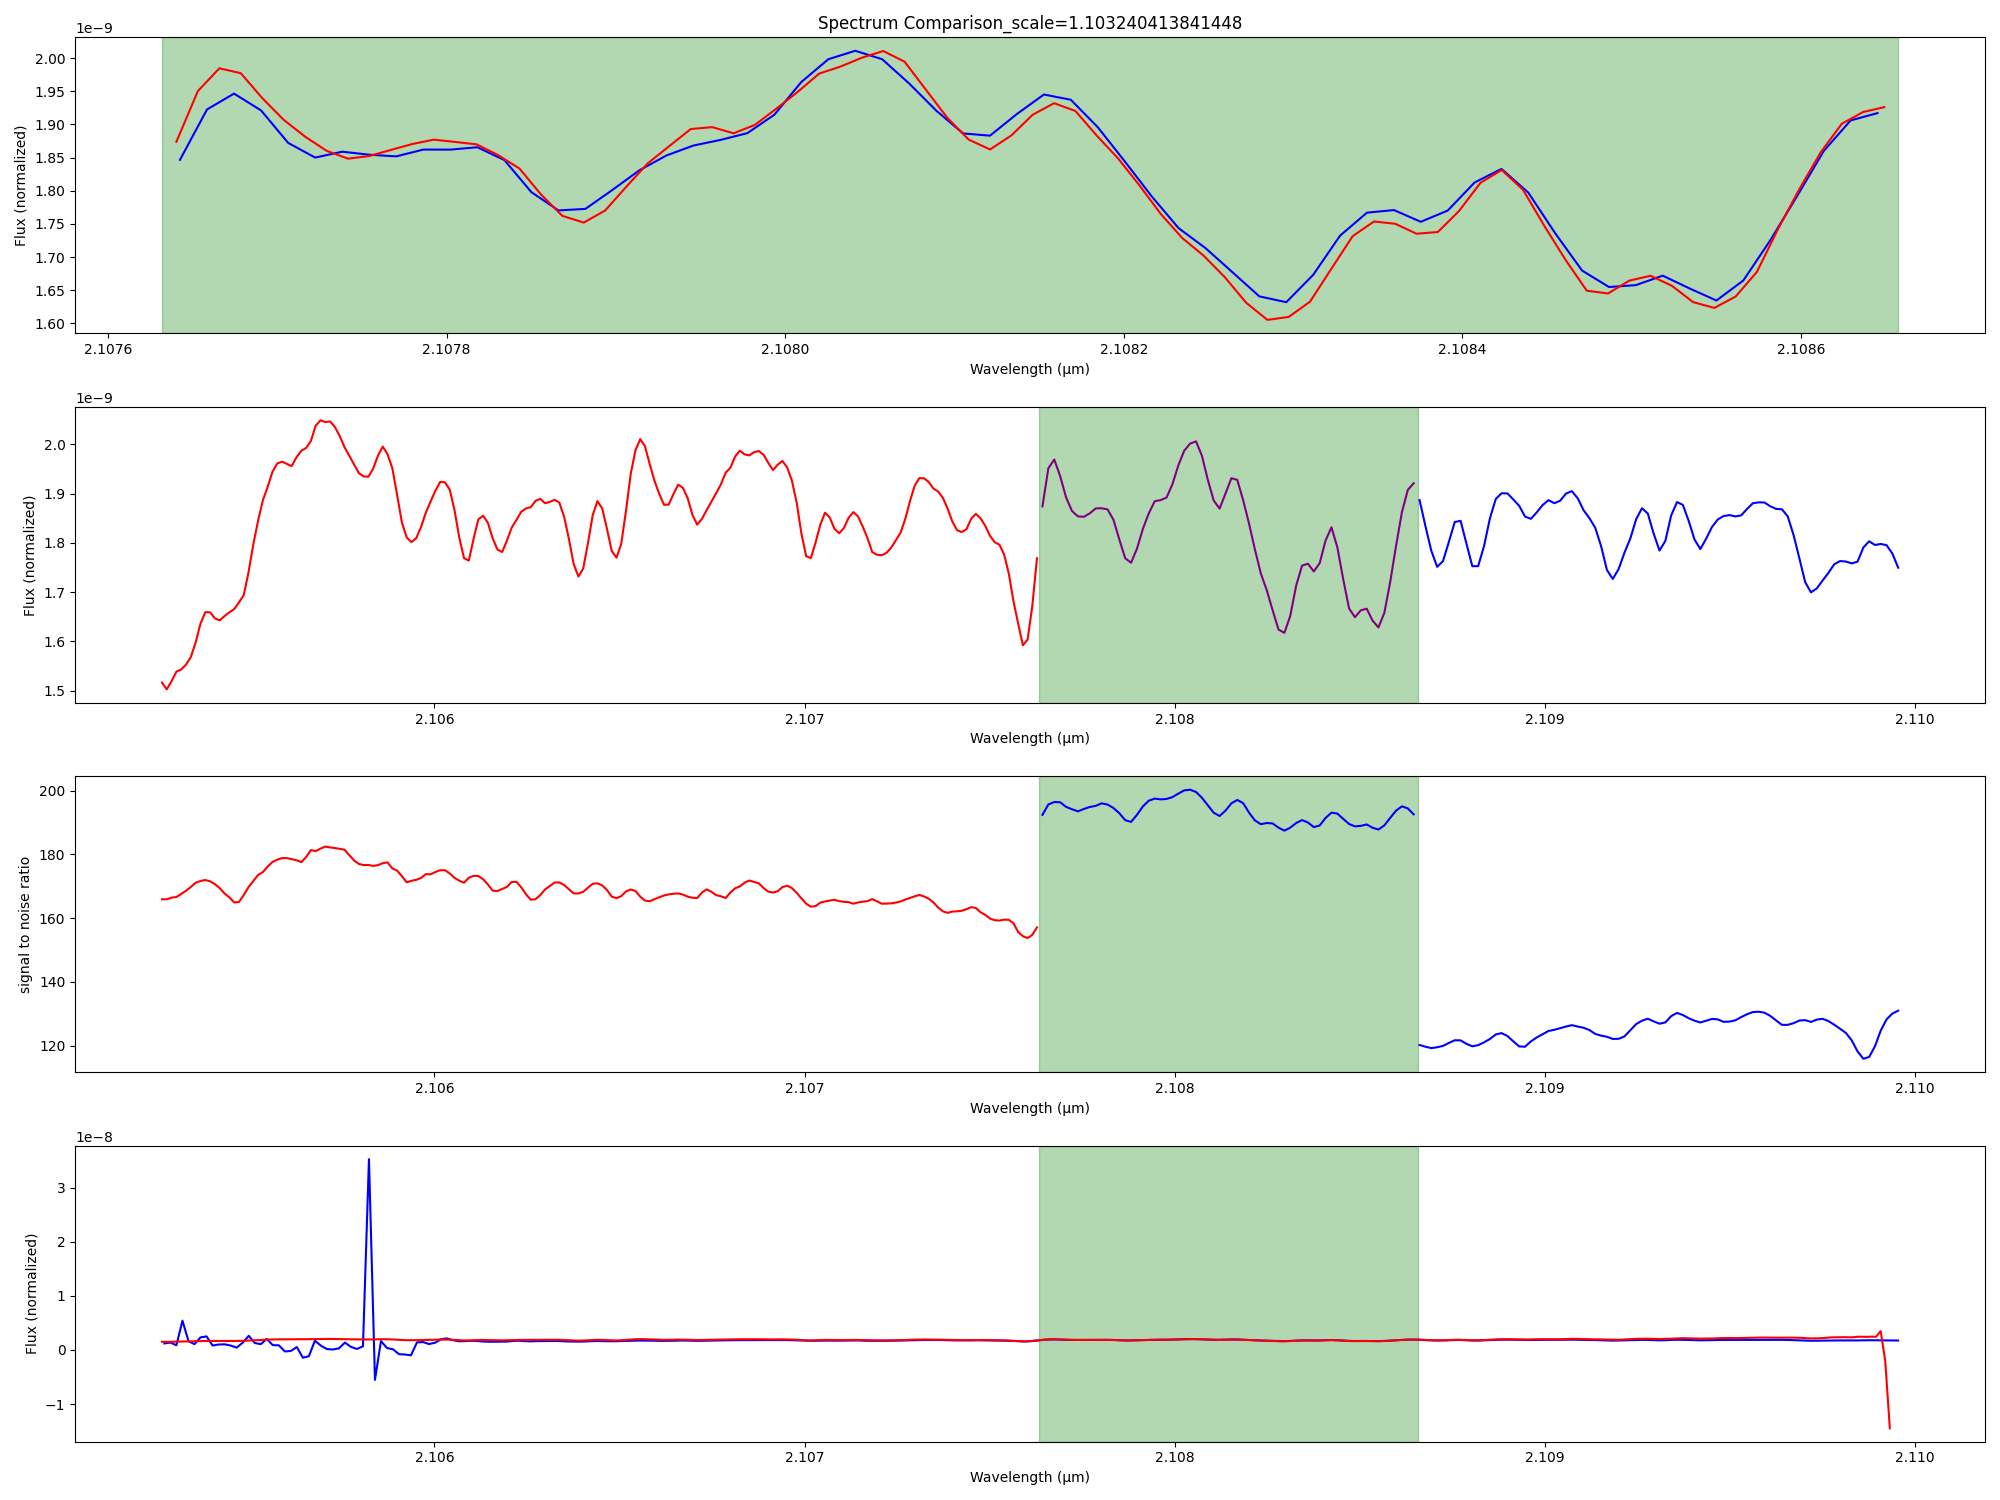 Spectrum Comparison_scale=1.103240413841448
1e−9
Flux (normalized)
2.00
1.95
1.90
1.85
1.80
1.75
1.70
1.65
1.60
2.1076 2.1078 2.1080 2.1082 2.1084 2.1086
Wavelength (μm)
1e−9
Flux (normalized)
2.0
1.9
1.8
1.7
1.6
1.5
2.106 2.107 2.108 2.109 2.110
Wavelength (μm)
signal to noise ratio
200
180
160
140
120
2.106 2.107 2.108 2.109 2.110
Wavelength (μm)
1e−8
Flux (normalized)
3
2
1
0
−1
2.106 2.107 2.108 2.109 2.110
Wavelength (μm)